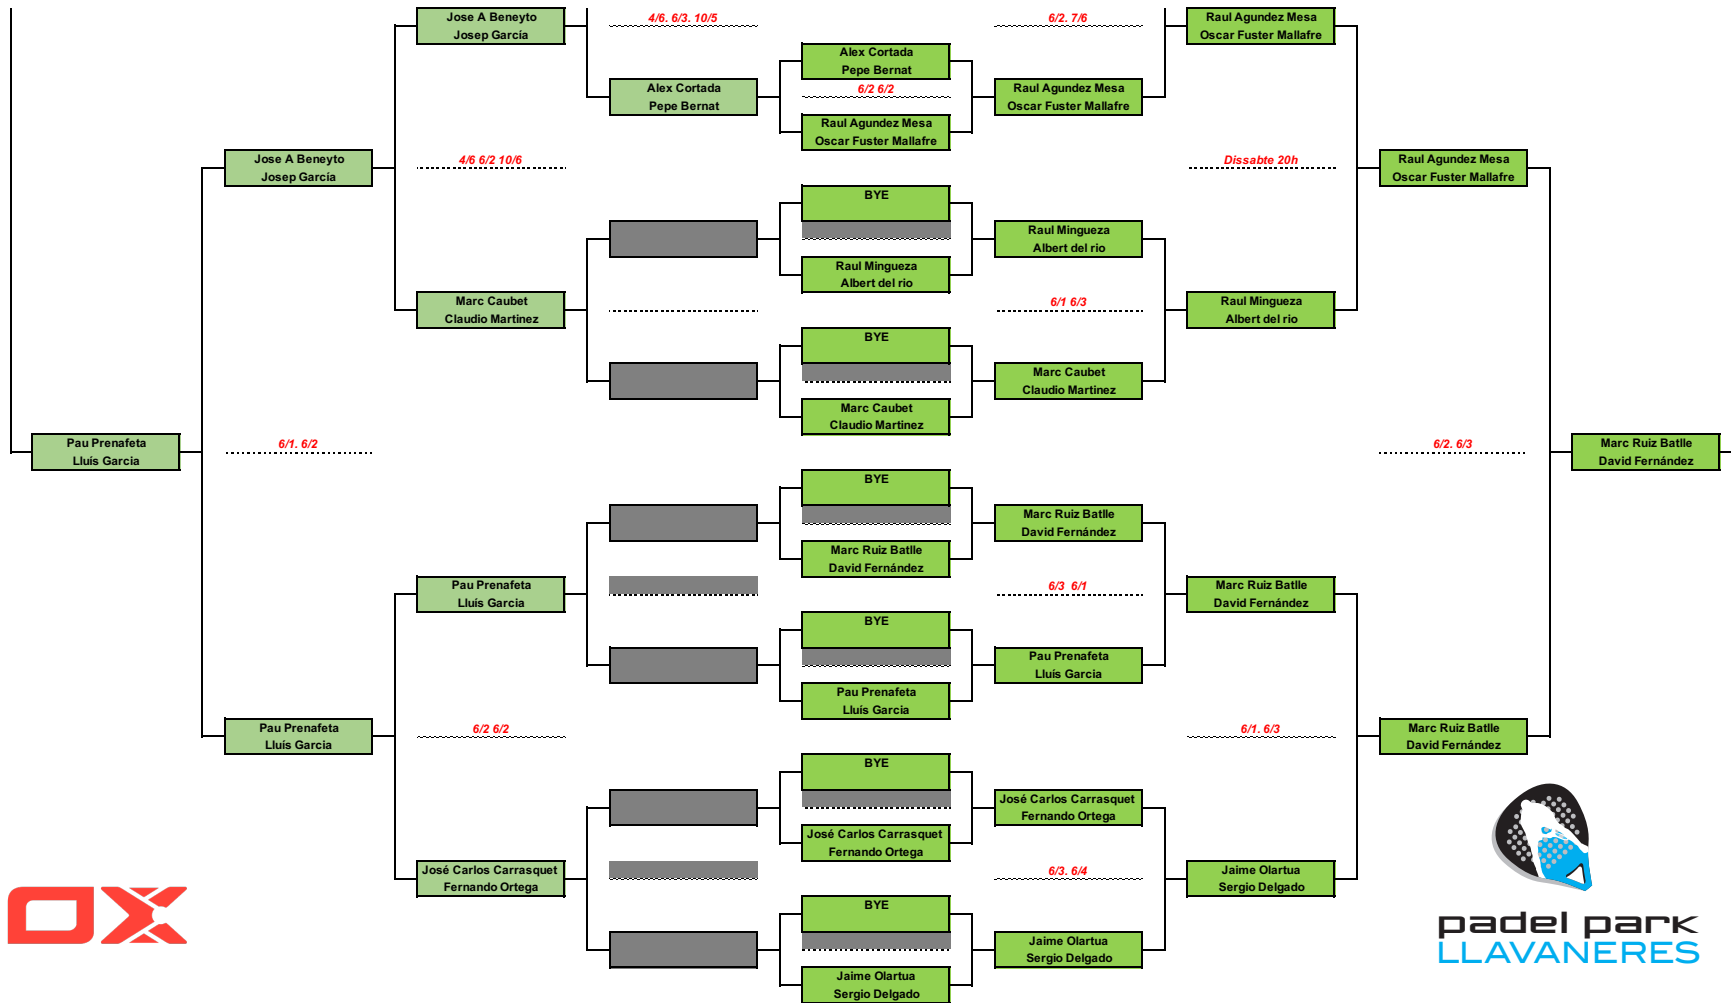 Jose A Beneyto
Josep García
4/6. 6/3. 10/5
6/2. 7/6
Raul Agundez Mesa
Oscar Fuster Mallafre
Alex Cortada
Pepe Bernat
Alex Cortada
Pepe Bernat
6/2 6/2
Raul Agundez Mesa
Oscar Fuster Mallafre
Raul Agundez Mesa
Oscar Fuster Mallafre
Jose A Beneyto
Josep García
4/6 6/2 10/6
Dissabte 20h
Raul Agundez Mesa
Oscar Fuster Mallafre
BYE
Raul Mingueza
Albert del rio
Raul Mingueza
Albert del rio
Marc Caubet
Claudio Martinez
6/1 6/3
Raul Mingueza
Albert del rio
BYE
Marc Caubet
Claudio Martinez
Marc Caubet
Claudio Martinez
Pau Prenafeta
Lluís Garcia
6/1. 6/2
6/2. 6/3
Marc Ruiz Batlle
David Fernández
BYE
Marc Ruiz Batlle
David Fernández
Marc Ruiz Batlle
David Fernández
Pau Prenafeta
Lluís Garcia
6/3  6/1
Marc Ruiz Batlle
David Fernández
BYE
Pau Prenafeta
Lluís Garcia
Pau Prenafeta
Lluís Garcia
Pau Prenafeta
Lluís Garcia
6/2 6/2
6/1. 6/3
Marc Ruiz Batlle
David Fernández
BYE
José Carlos Carrasquet
Fernando Ortega
José Carlos Carrasquet
Fernando Ortega
José Carlos Carrasquet
Fernando Ortega
6/3. 6/4
Jaime Olartua
Sergio Delgado
BYE
Jaime Olartua
Sergio Delgado
Jaime Olartua
Sergio Delgado
OX
padel park
LLAVANERES